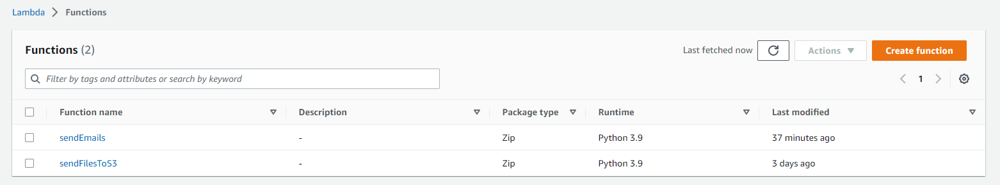 Lambda > Functions
Functions (2)
Last fetched now Actions Create function
Filter by tags and attributes or search by keyword
1
Function name Description Package type Runtime Last modified
sendEmails - Zip Python 3.9 37 minutes ago
sendFilesToS3 - Zip Python 3.9 3 days ago